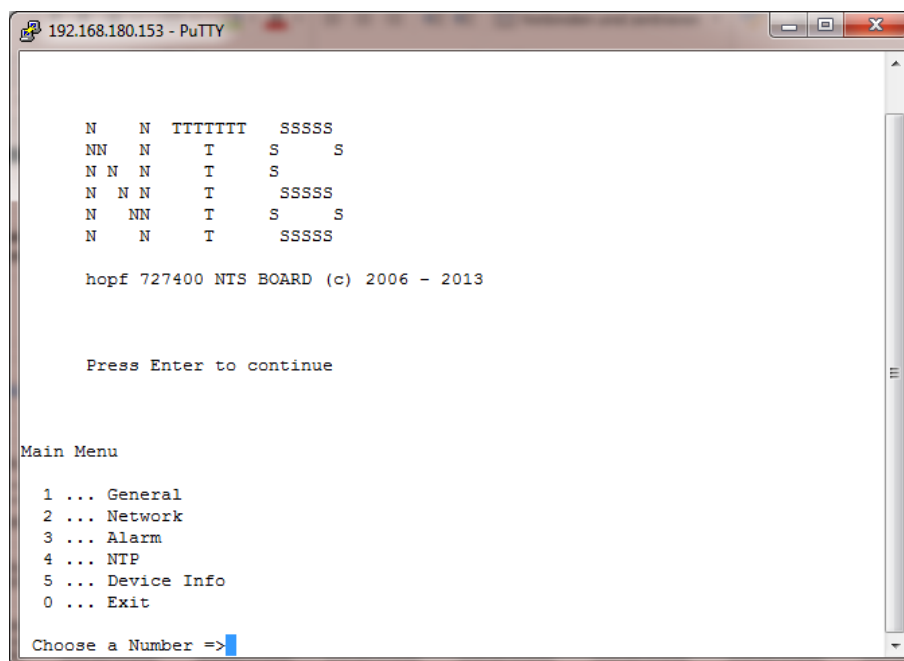 192.168.180.153 - PuTTY
N     N  TTTTTTT   SSSSS
NN   N      T      S      S
N N  N      T      S
N  N N      T       SSSSS
N   NN      T      S      S
N    N      T       SSSSS
hopf 727400 NTS BOARD (c) 2006 - 2013
Press Enter to continue
Main Menu
1 ... General
2 ... Network
3 ... Alarm
4 ... NTP
5 ... Device Info
0 ... Exit
Choose a Number =>